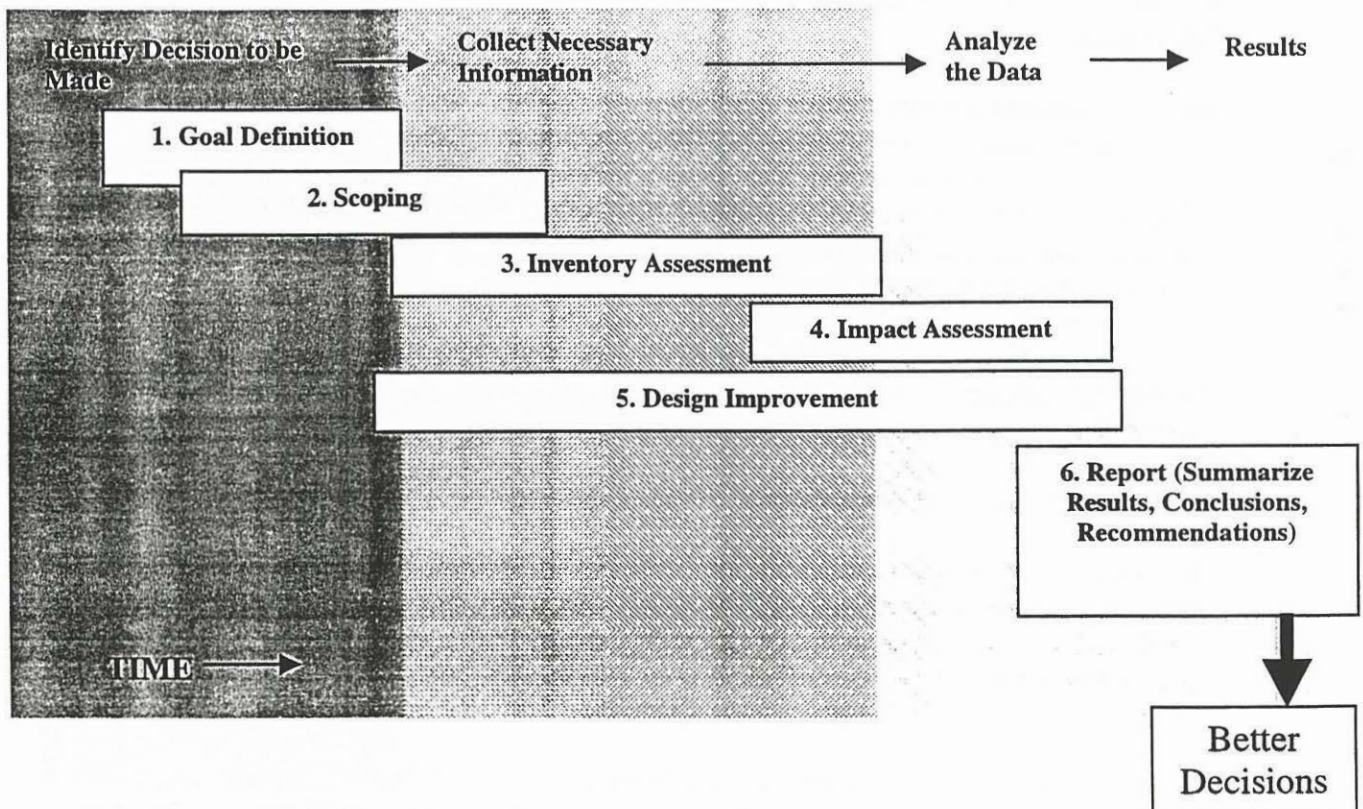 Identify Decision to be
Made
Collect Necessary
Information
Analyze
the Data
Results
1. Goal Definition
2. Scoping
3. Inventory Assessment
4. Impact Assessment
5. Design Improvement
6. Report (Summarize
Results, Conclusions,
Recommendations)
TIME
Better
Decisions